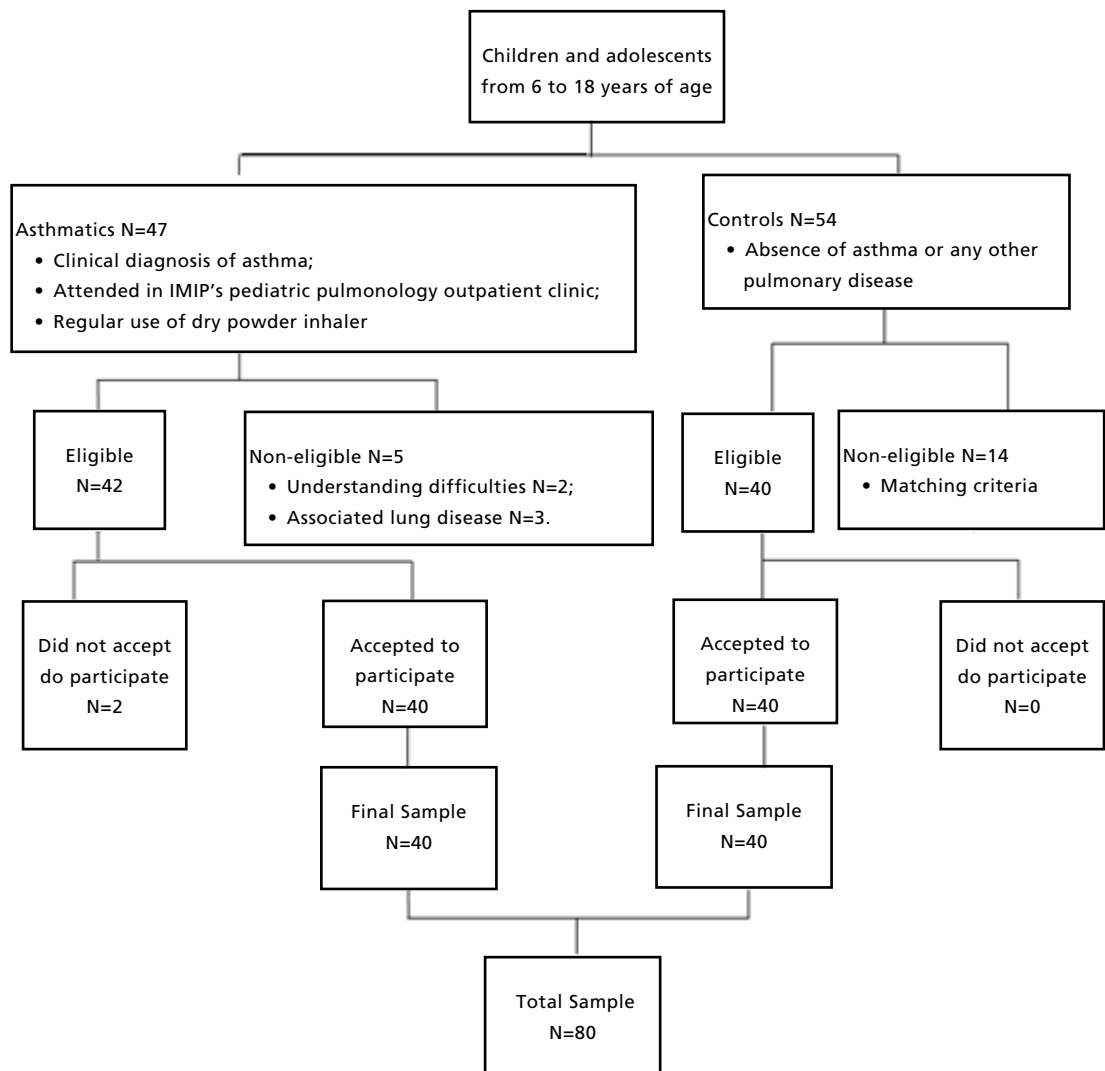 Children and adolescents
from 6 to 18 years of age
Asthmatics N=47
• Clinical diagnosis of asthma;
• Attended in IMIP's pediatric pulmonology outpatient clinic;
• Regular use of dry powder inhaler
Controls N=54
• Absence of asthma or any other
pulmonary disease
Eligible
N=42
Non-eligible N=5
• Understanding difficulties N=2;
• Associated lung disease N=3.
Eligible
N=40
Non-eligible N=14
• Matching criteria
Did not accept
do participate
N=2
Accepted to
participate
N=40
Accepted to
participate
N=40
Did not accept
do participate
N=0
Final Sample
N=40
Final Sample
N=40
Total Sample
N=80